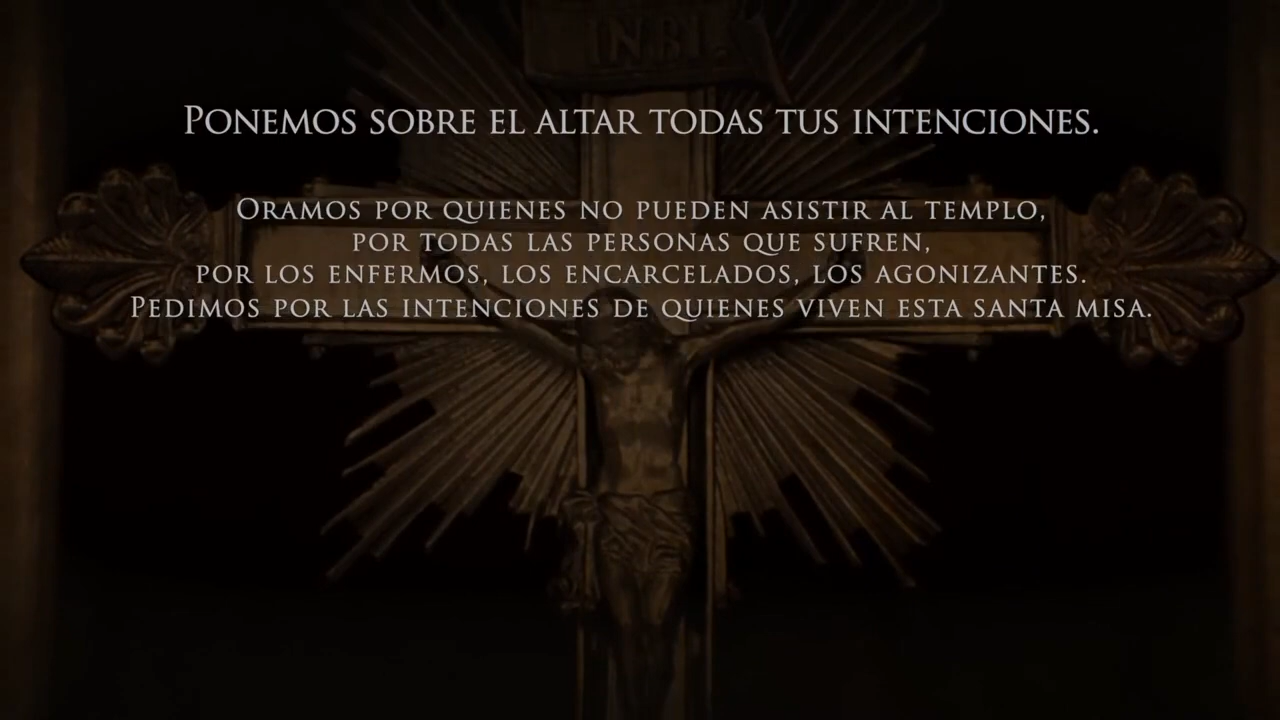 INRI
Ponemos sobre el altar todas tus intenciones.
Oramos por quienes no pueden asistir al templo,
por todas las personas que sufren,
por los enfermos, los encarcelados, los agonizantes.
Pedimos por las intenciones de quienes viven esta santa misa.